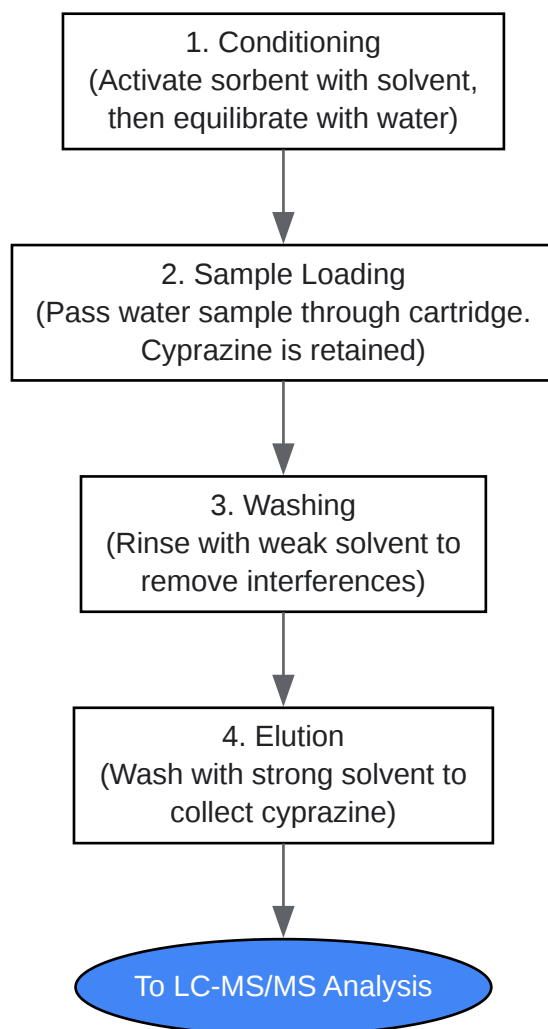 1. Conditioning
(Activate sorbent with solvent,
then equilibrate with water)
2. Sample Loading
(Pass water sample through cartridge.
Cyprazine is retained)
3. Washing
(Rinse with weak solvent to
remove interferences)
4. Elution
(Wash with strong solvent to
collect cyprazine)
To LC-MS/MS Analysis